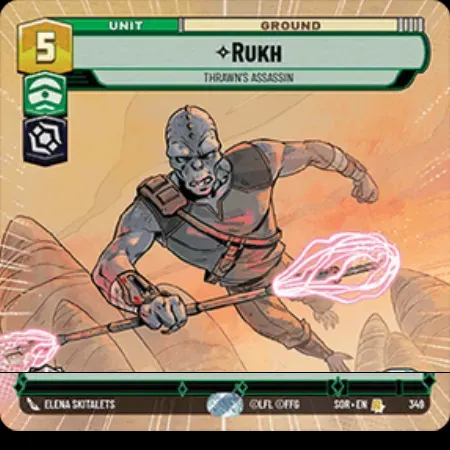 UNIT GROUND
5
✧RUKH
THRAWN'S ASSASSIN
ELENA SKITALETS ©LFL ©FFG SOR • EN 349